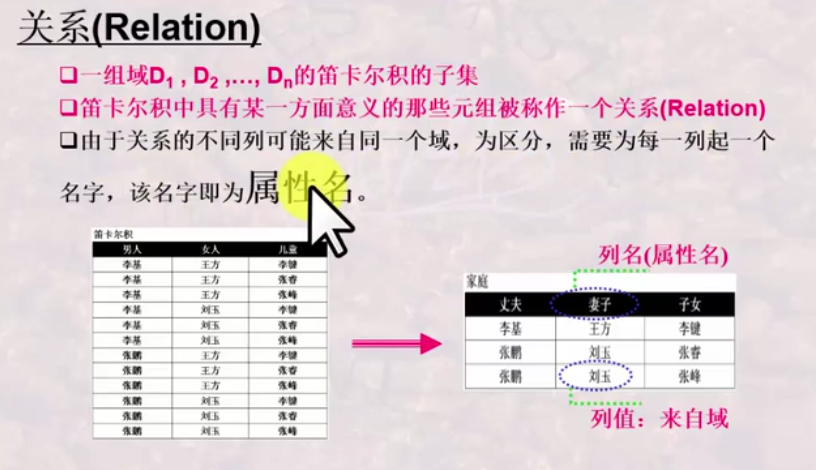 关系(Relation)
❑一组域D1 , D2 ,…, Dn的笛卡尔积的子集
❑笛卡尔积中具有某一方面意义的那些元组被称作一个关系(Relation)
❑由于关系的不同列可能来自同一个域，为区分，需要为每一列起一个
名字，该名字即为属性名。
笛卡尔积
男人 女人 儿童
李基 王方 李键
李基 王方 张睿
李基 王方 张峰
李基 刘玉 李键
李基 刘玉 张睿
李基 刘玉 张峰
张鹏 王方 李键
张鹏 王方 张睿
张鹏 王方 张峰
张鹏 刘玉 李键
张鹏 刘玉 张睿
张鹏 刘玉 张峰
列名(属性名)
家庭
丈夫 妻子 子女
李基 王方 李键
张鹏 刘玉 张睿
张鹏 刘玉 张峰
列值：来自域